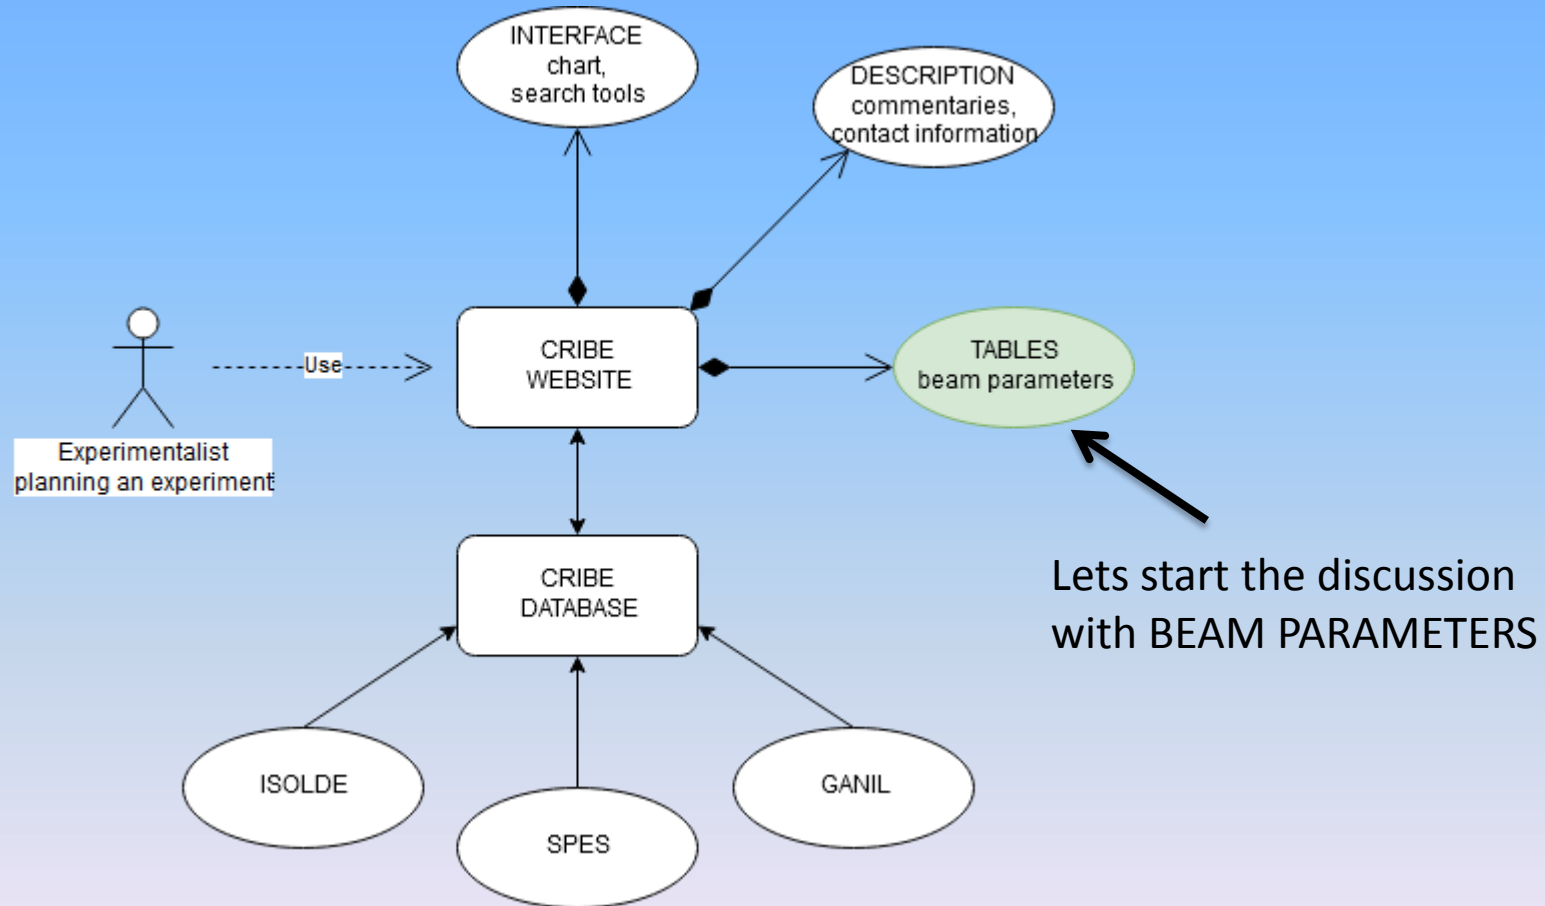 INTERFACE
chart,
search tools
DESCRIPTION
commentaries,
contact information
Use
CRIBE
WEBSITE
TABLES
beam parameters
Experimentalist
planning an experiment
CRIBE
DATABASE
Lets start the discussion
with BEAM PARAMETERS
ISOLDE
SPES
GANIL